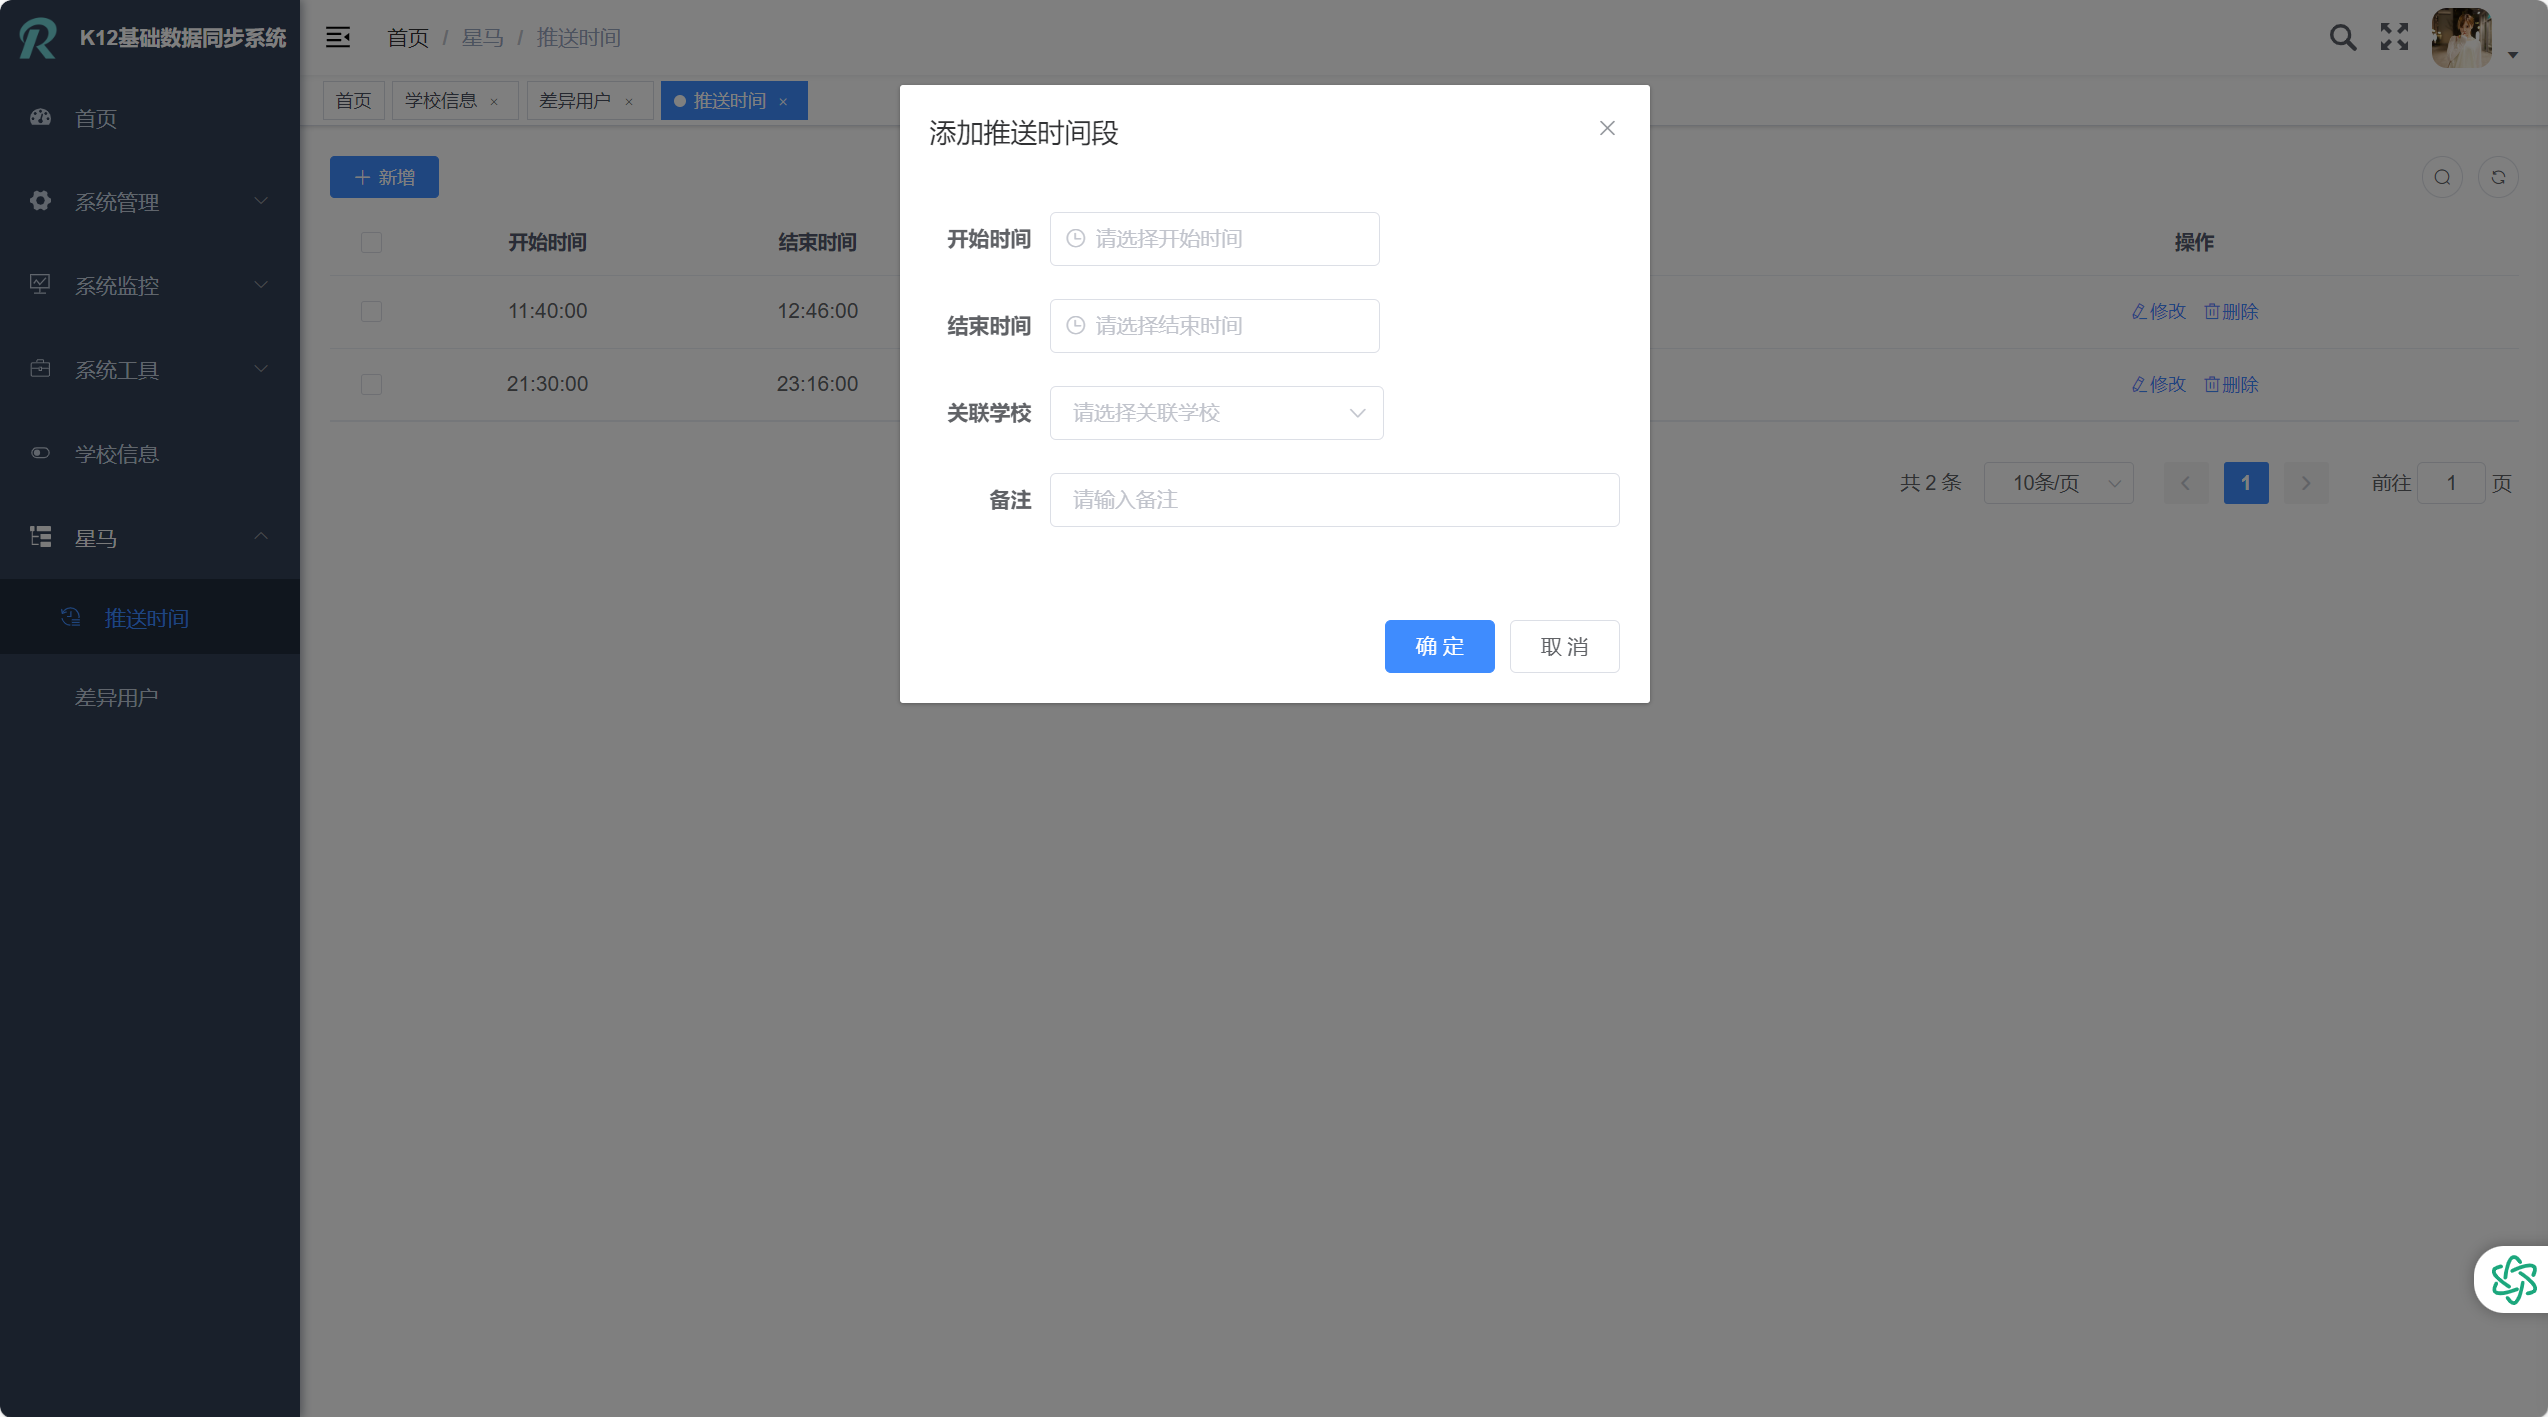 K12基础数据同步系统
首页 / 星马 / 推送时间
首页
学校信息 ×
差异用户 ×
推送时间 ×
首页
系统管理
系统监控
系统工具
学校信息
星马
推送时间
差异用户
新增
开始时间
结束时间
操作
11:40:00
12:46:00
修改
删除
21:30:00
23:16:00
修改
删除
共 2 条
10条/页
1
前往 1 页
添加推送时间段
开始时间
请选择开始时间
结束时间
请选择结束时间
关联学校
请选择关联学校
备注
请输入备注
确 定
取 消